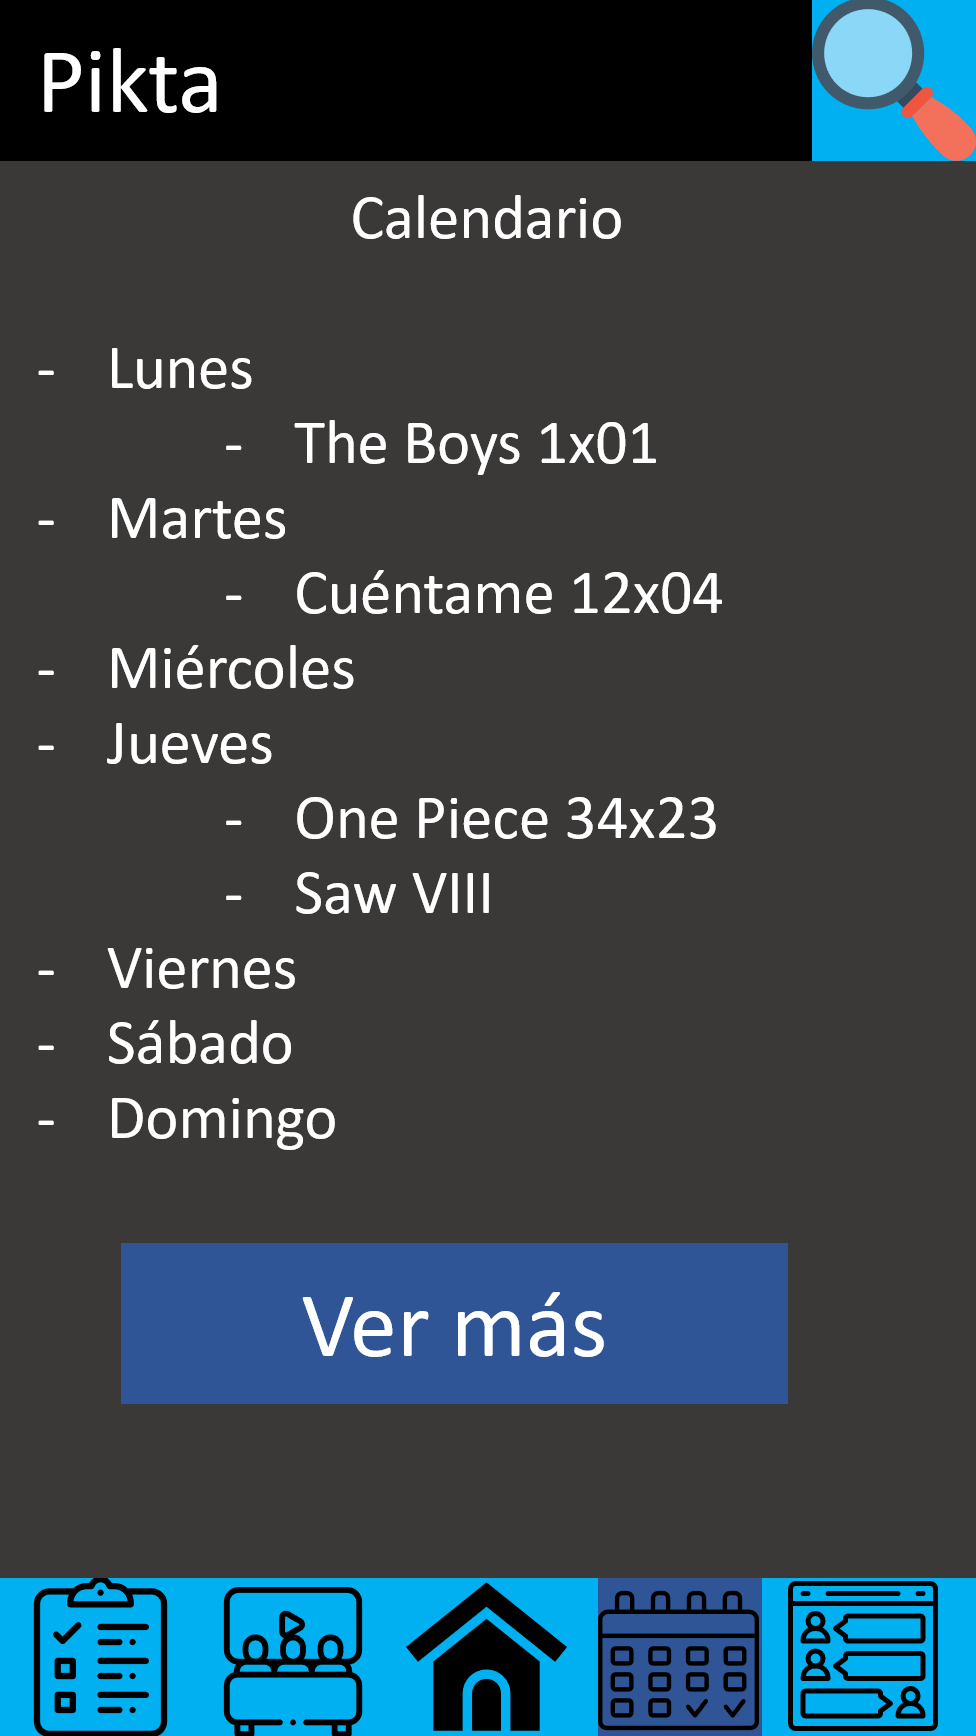 Pikta
Calendario
- Lunes
- The Boys 1x01
- Martes
- Cuéntame 12x04
- Miércoles
- Jueves
- One Piece 34x23
- Saw VIII
- Viernes
- Sábado
- Domingo
Ver más